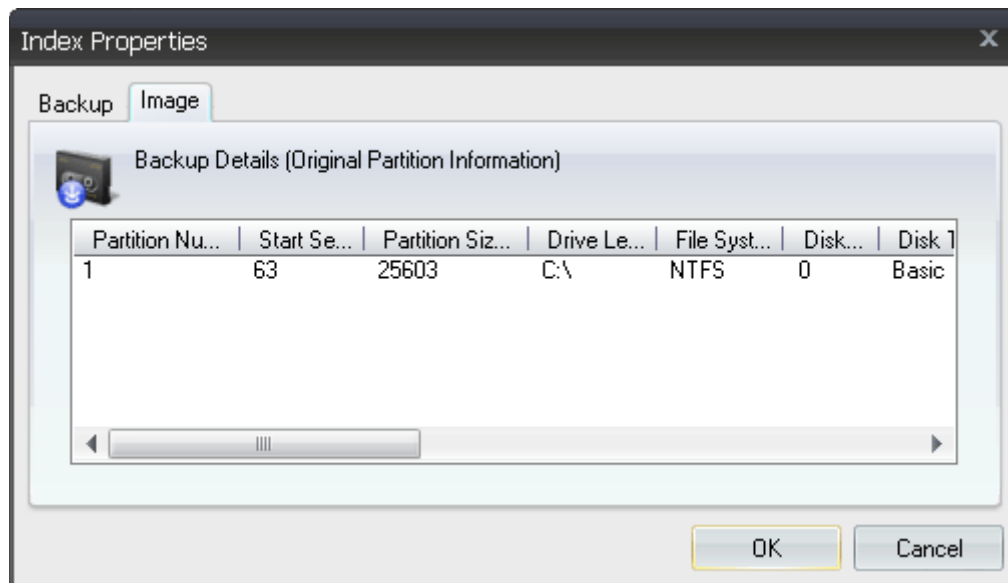 Index Properties
Backup Image
Backup Details (Original Partition Information)
Partition Nu... Start Se... Partition Siz... Drive Le... File Syst... Disk... Disk
1 63 25603 C:\ NTFS 0 Basic
OK Cancel